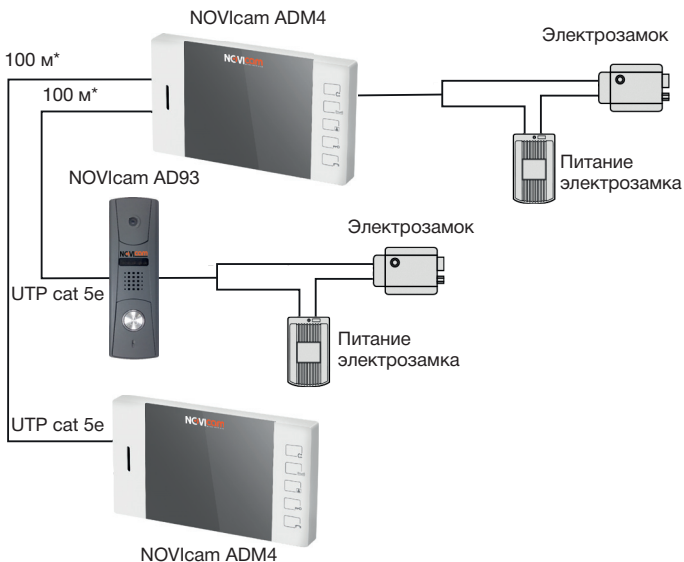 NOVIcam ADM4
Электрозамок
100 м*
100 м*
NOVIcam
Питание
электрозамка
NOVIcam AD93
Электрозамок
NOVIcam
UTP cat 5e
Питание
электрозамка
UTP cat 5e
NOVIcam
NOVIcam ADM4